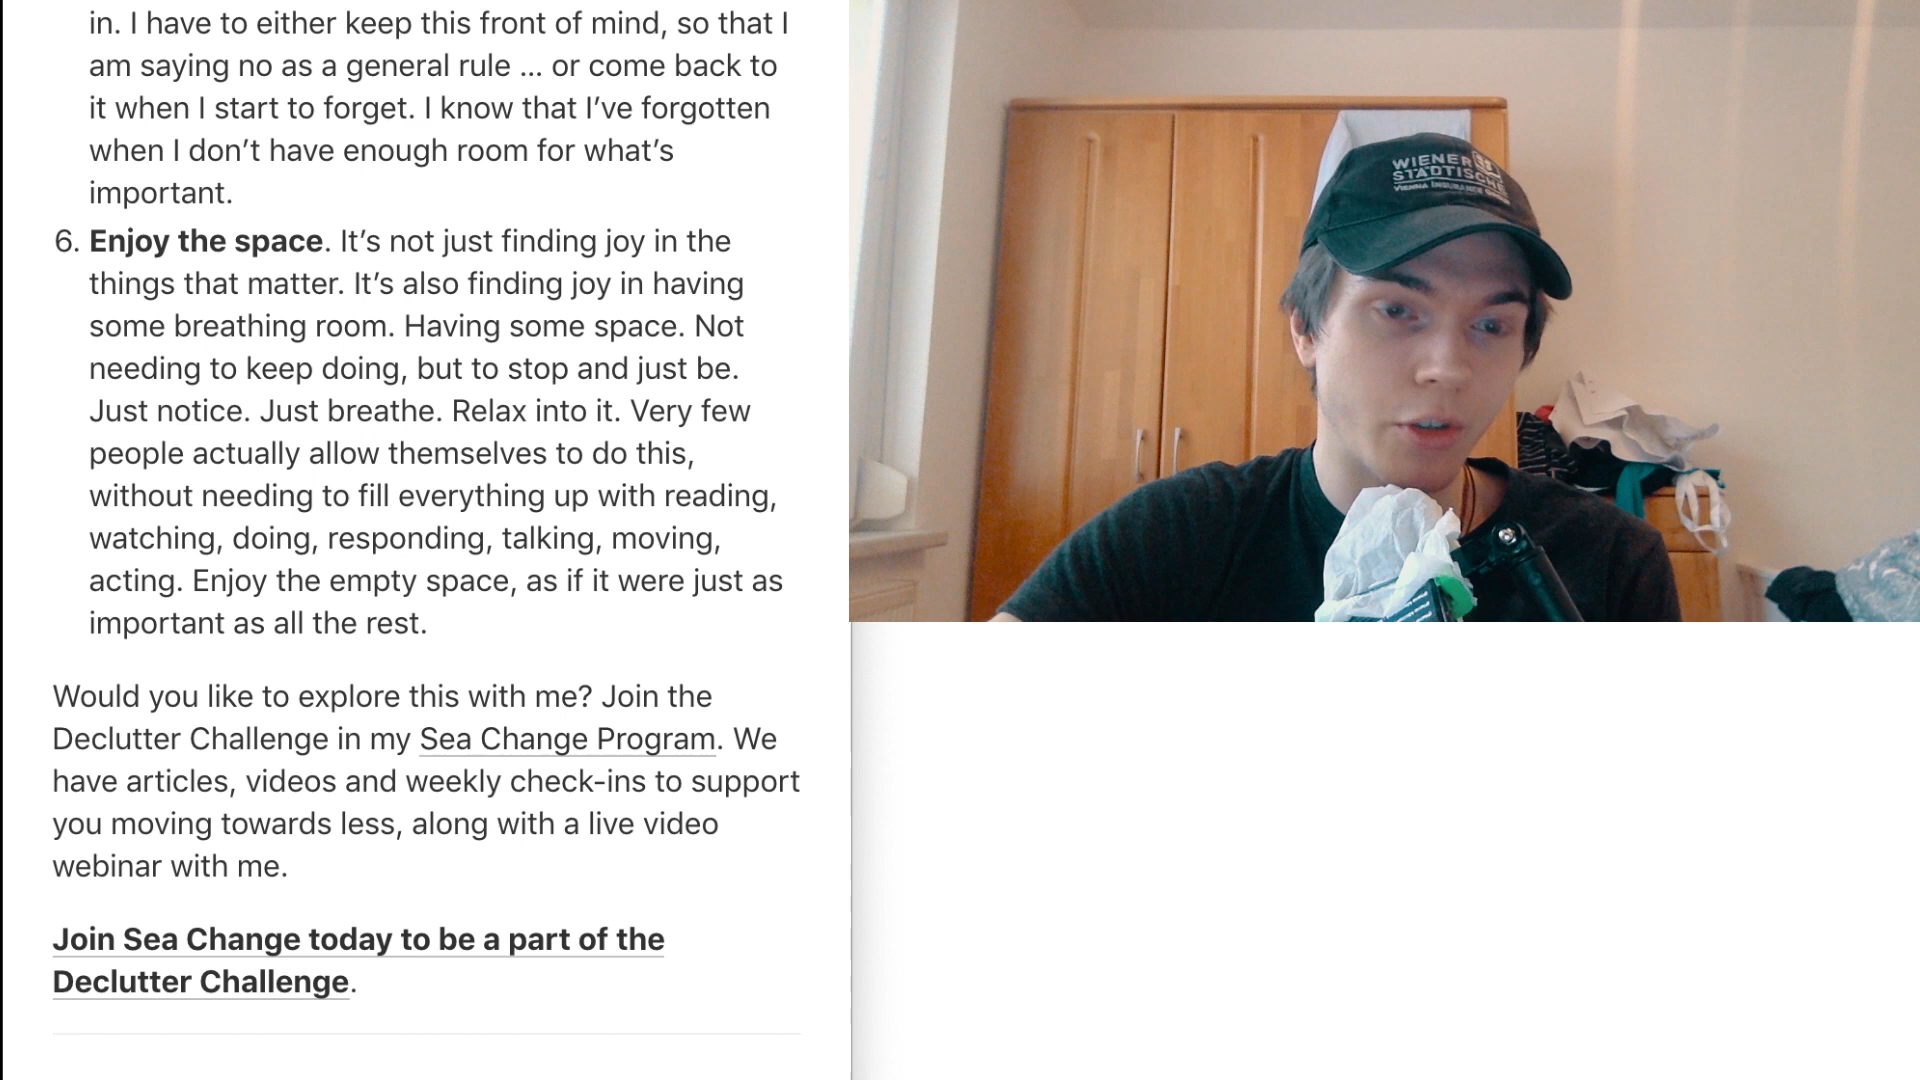 in. I have to either keep this front of mind, so that I
am saying no as a general rule … or come back to
it when I start to forget. I know that I’ve forgotten
when I don’t have enough room for what’s
important.
6. Enjoy the space. It’s not just finding joy in the
things that matter. It’s also finding joy in having
some breathing room. Having some space. Not
needing to keep doing, but to stop and just be.
Just notice. Just breathe. Relax into it. Very few
people actually allow themselves to do this,
without needing to fill everything up with reading,
watching, doing, responding, talking, moving,
acting. Enjoy the empty space, as if it were just as
important as all the rest.
Would you like to explore this with me? Join the
Declutter Challenge in my Sea Change Program. We
have articles, videos and weekly check-ins to support
you moving towards less, along with a live video
webinar with me.
Join Sea Change today to be a part of the
Declutter Challenge.
WIENER
STÄDTISCHE
VIENNA INSURANCE